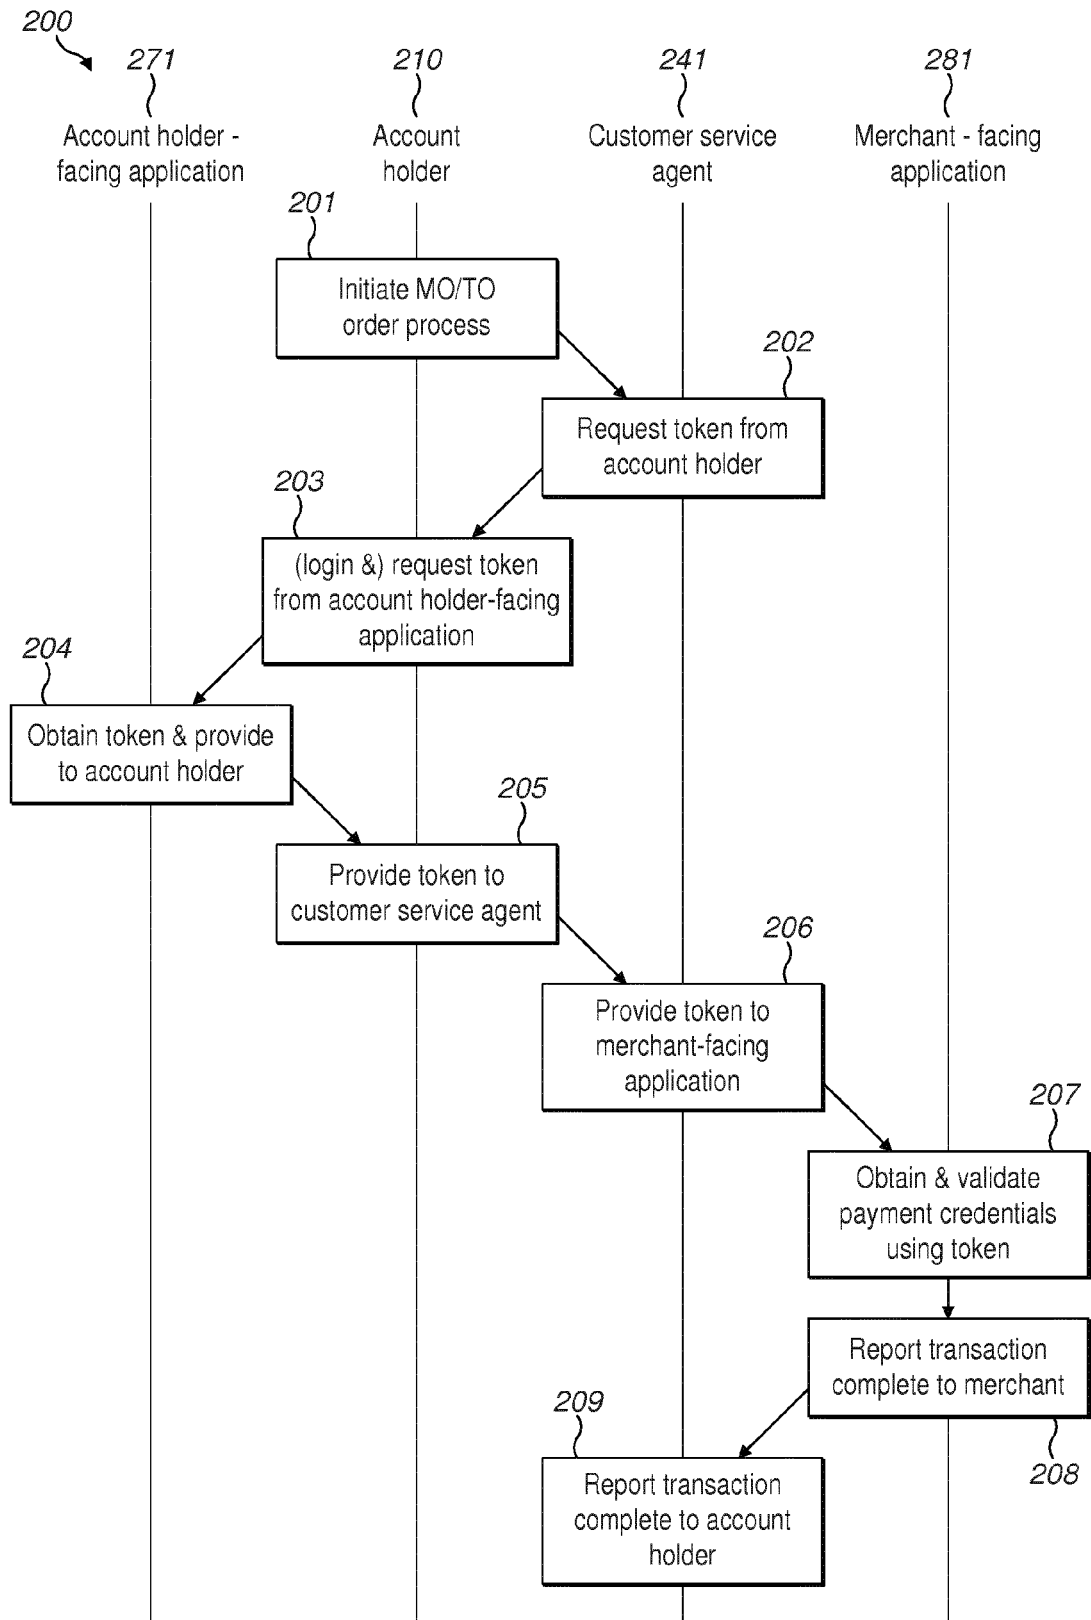 200
271
210
241
281
Account holder -
facing application
Account
holder
Customer service
agent
Merchant - facing
application
201
Initiate MO/TO
order process
202
Request token from
account holder
203
(login &) request token
from account holder-facing
application
204
Obtain token & provide
to account holder
205
Provide token to
customer service agent
206
Provide token to
merchant-facing
application
207
Obtain & validate
payment credentials
using token
Report transaction
complete to merchant
208
209
Report transaction
complete to account
holder